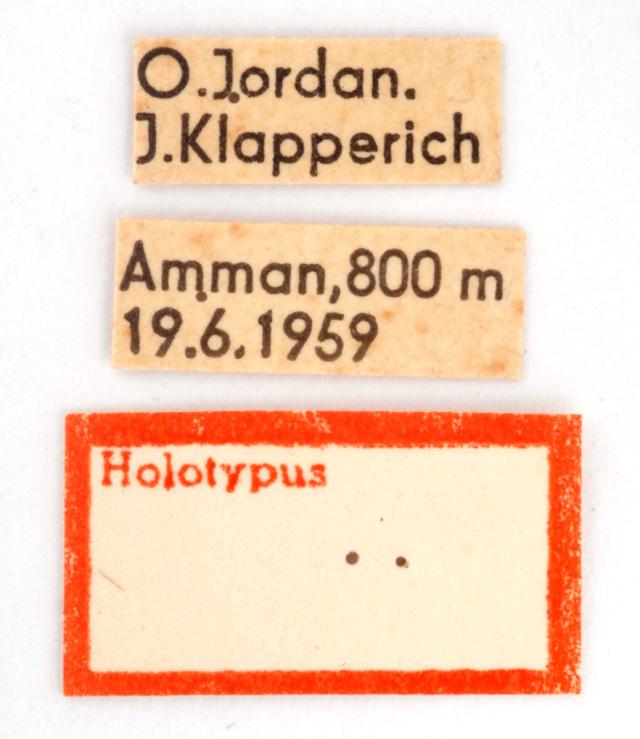 O.Jordan.
J.Klapperich
Amman,800 m
19.6.1959
Holotypus